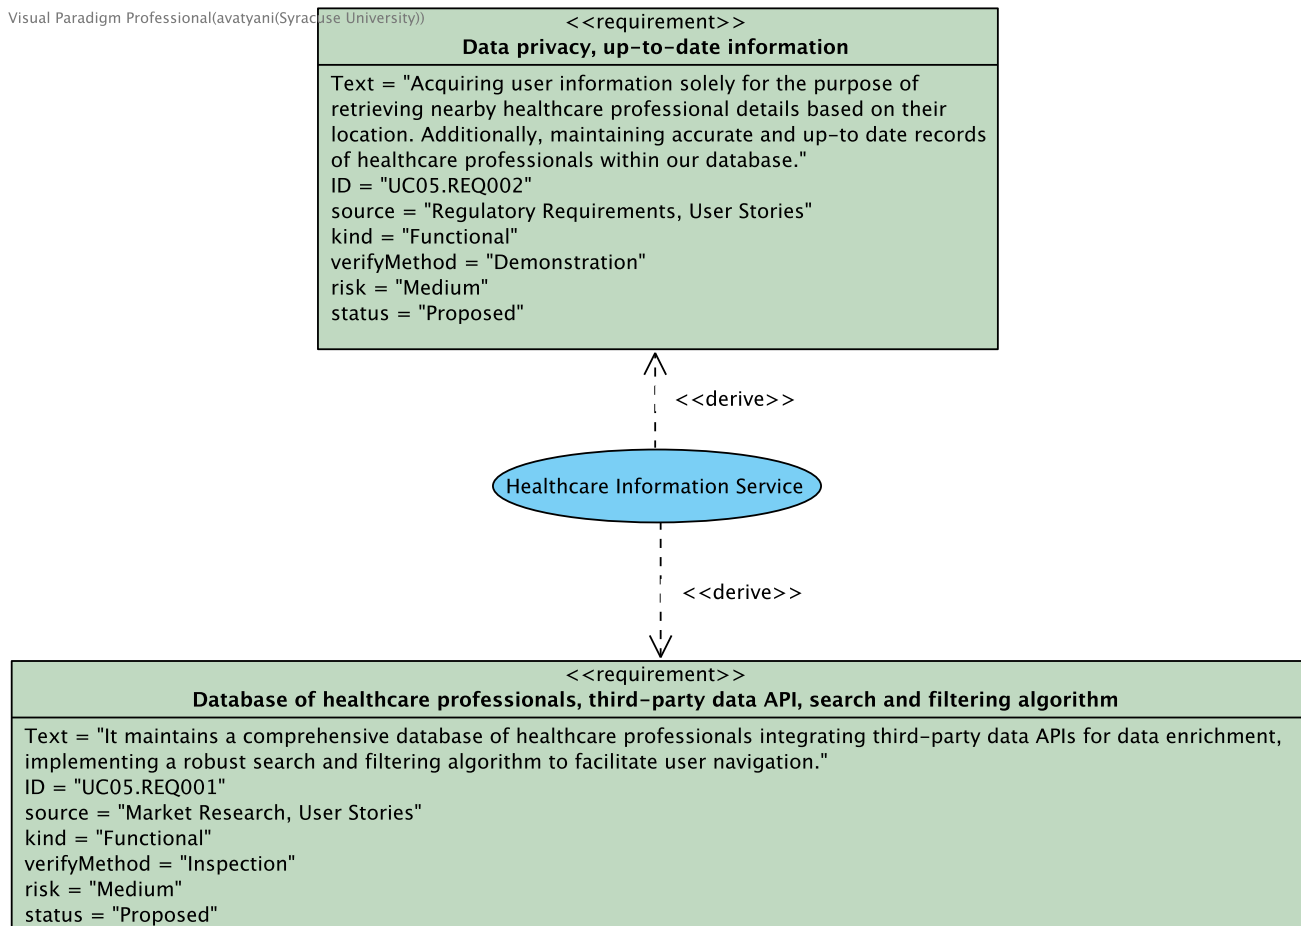 Visual Paradigm Professional(avatyani(Syracuse University))
<<requirement>>
Data privacy, up-to-date information
Text = "Acquiring user information solely for the purpose of
retrieving nearby healthcare professional details based on their
location. Additionally, maintaining accurate and up-to date records
of healthcare professionals within our database."
ID = "UC05.REQ002"
source = "Regulatory Requirements, User Stories"
kind = "Functional"
verifyMethod = "Demonstration"
risk = "Medium"
status = "Proposed"
<<derive>>
Healthcare Information Service
<<derive>>
<<requirement>>
Database of healthcare professionals, third-party data API, search and filtering algorithm
Text = "It maintains a comprehensive database of healthcare professionals integrating third-party data APIs for data enrichment,
implementing a robust search and filtering algorithm to facilitate user navigation."
ID = "UC05.REQ001"
source = "Market Research, User Stories"
kind = "Functional"
verifyMethod = "Inspection"
risk = "Medium"
status = "Proposed"